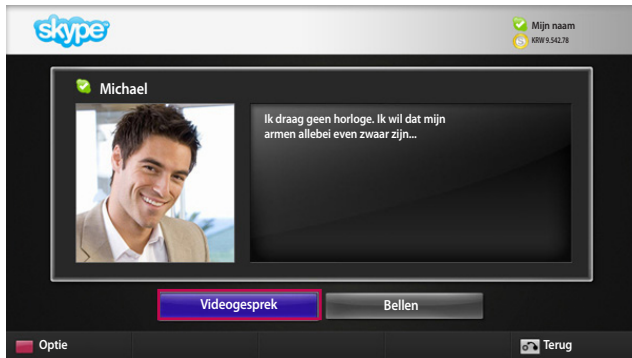 skype
Mijn naam
KRW 9.542.78
Michael
Ik draag geen horloge. Ik wil dat mijn
armen allebei even zwaar zijn...
Videogesprek
Bellen
Optie
Terug